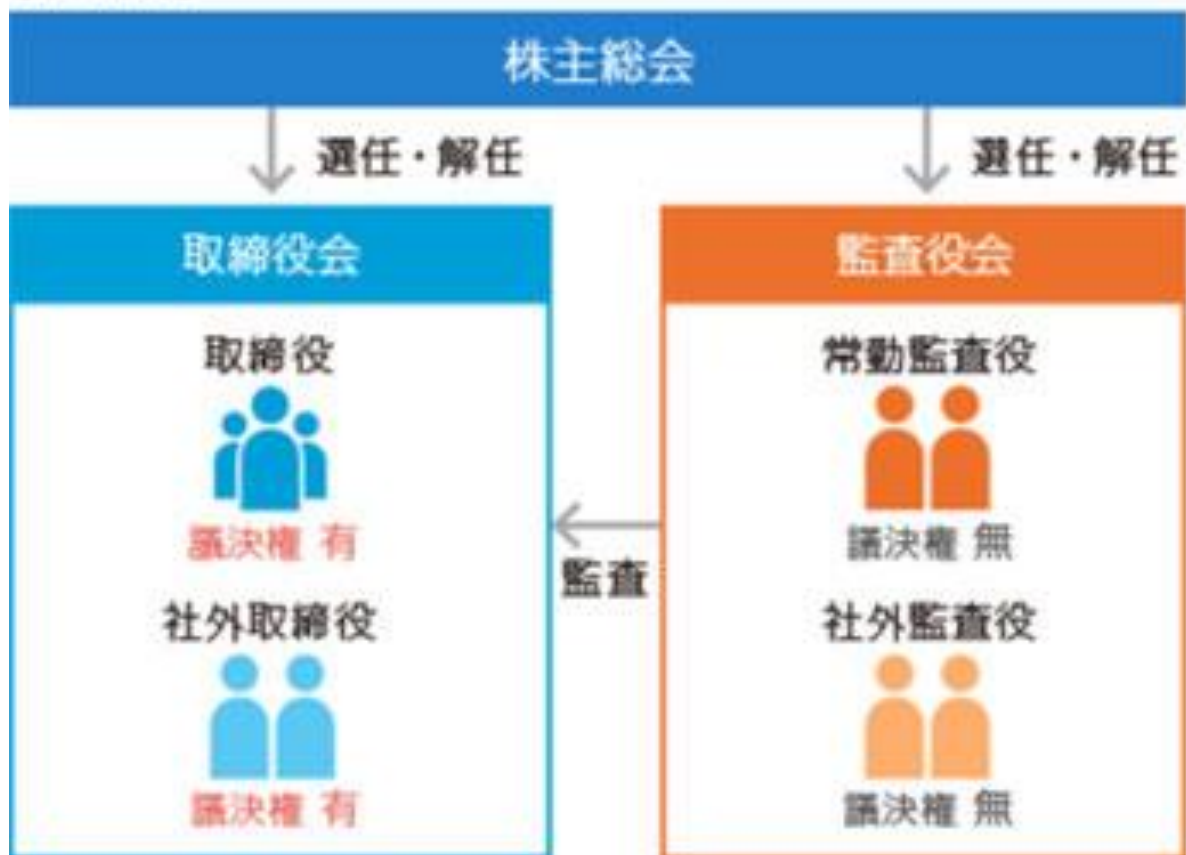 株主総会
選任・解任
選任・解任
取締役会
監査役会
取締役
議決権 有
社外取締役
議決権 有
監査
常勤監査役
議決権 無
社外監査役
議決権 無